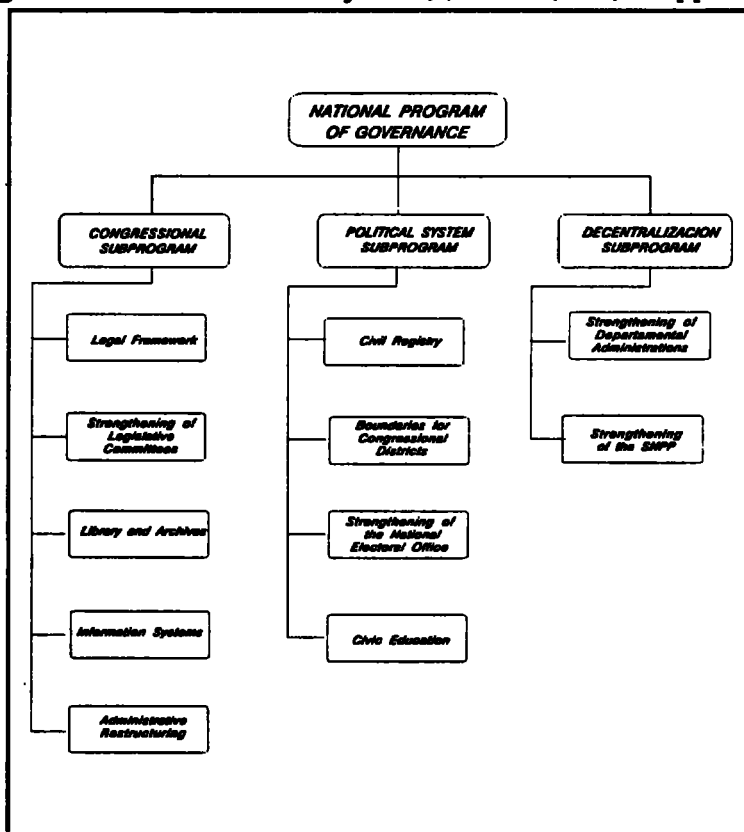 NATIONAL PROGRAM
OF GOVERNANCE
CONGRESSIONAL
SUBPROGRAM
Legal Framework
Strengthening of
Legislative
Committees
Library and Archives
Information Systems
Administrative
Restructuring
POLITICAL SYSTEM
SUBPROGRAM
Civil Registry
Boundaries for
Congressional
Districts
Strengthening of
the National
Electoral Office
Civic Education
DECENTRALIZACION
SUBPROGRAM
Strengthening of
Departamental
Administrations
Strengthening
of the SMPP